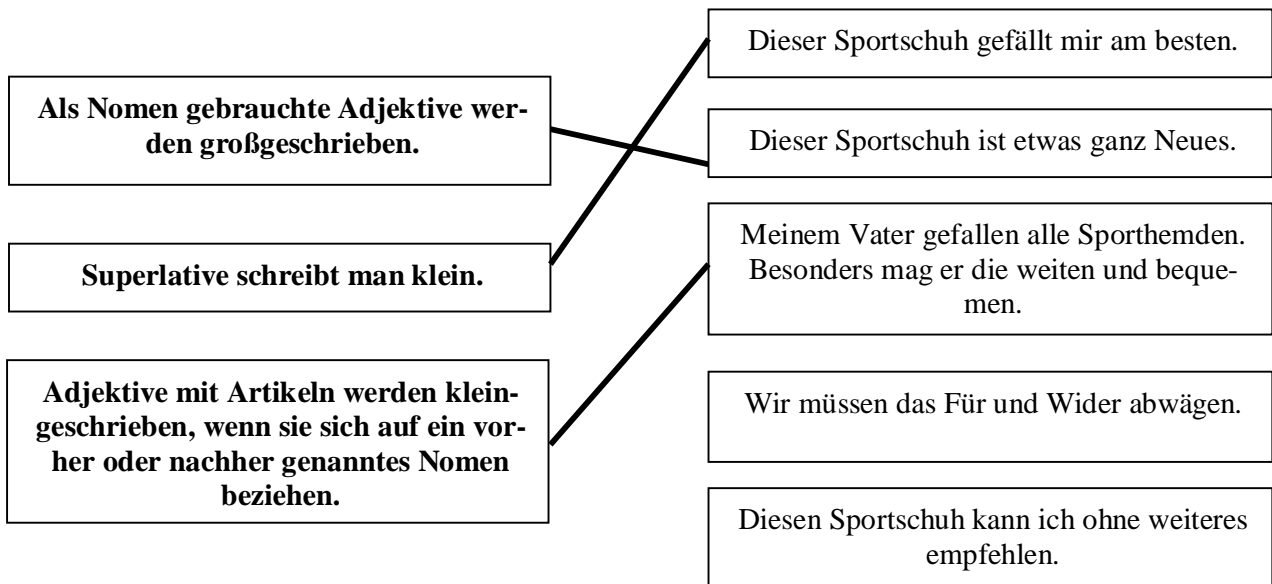 Als Nomen gebrauchte Adjektive wer-
den großgeschrieben.
Superlative schreibt man klein.
Adjektive mit Artikeln werden klein-
geschrieben, wenn sie sich auf ein vor-
her oder nachher genanntes Nomen
beziehen.
Dieser Sportschuh gefällt mir am besten.
Dieser Sportschuh ist etwas ganz Neues.
Meinem Vater gefallen alle Sporthemden.
Besonders mag er die weiten und beque-
men.
Wir müssen das Für und Wider abwägen.
Diesen Sportschuh kann ich ohne weiteres
empfehlen.